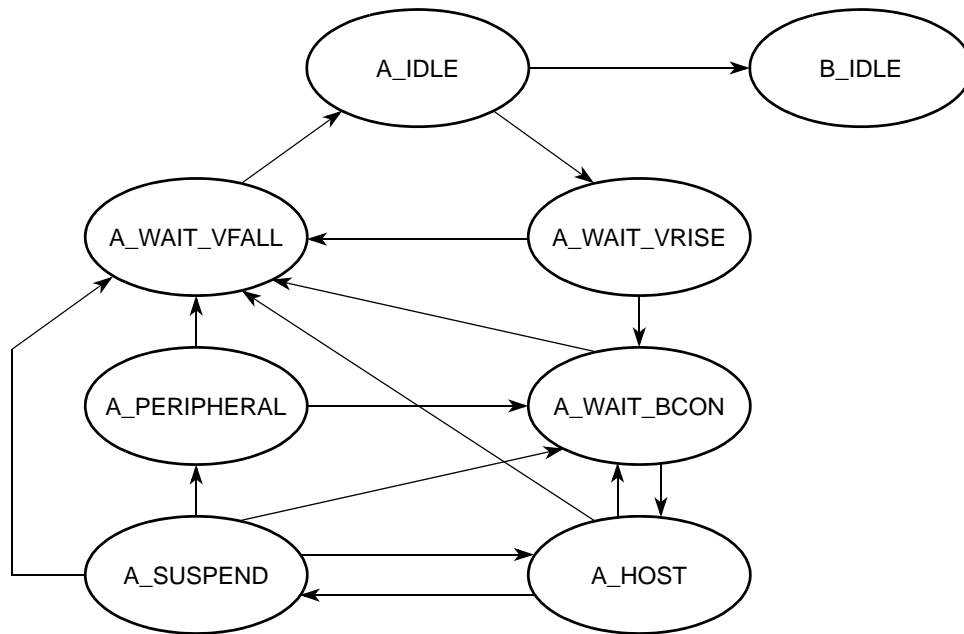 A_IDLE
B_IDLE
A_WAIT_VFALL
A_WAIT_VRISE
A_PERIPHERAL
A_WAIT_BCON
A_SUSPEND
A_HOST